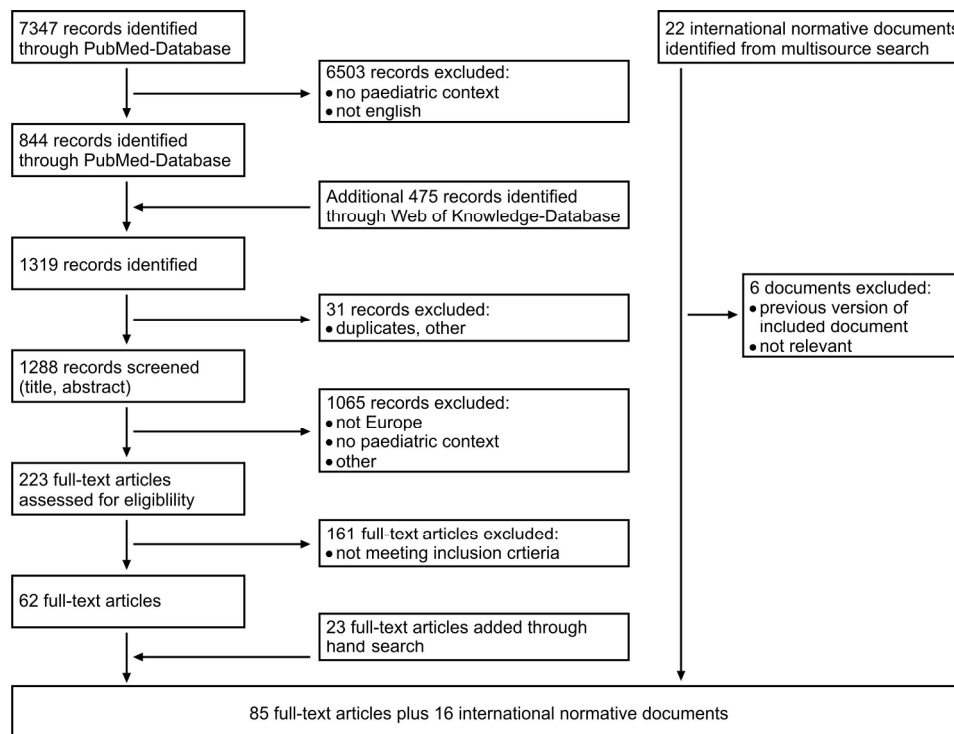 7347 records identified
through PubMed-Database
22 international normative documents
identified from multisource search
6503 records excluded:
• no paediatric context
• not english
844 records identified
through PubMed-Database
Additional 475 records identified
through Web of Knowledge-Database
1319 records identified
6 documents excluded:
• previous version of
included document
• not relevant
31 records excluded:
• duplicates, other
1288 records screened
(title, abstract)
1065 records excluded:
• not Europe
• no paediatric context
• other
223 full-text articles
assessed for egliblility
161 full-text articles excluded:
• not meeting inclusion crtieria
62 full-text articles
23 full-text articles added through
hand search
85 full-text articles plus 16 international normative documents